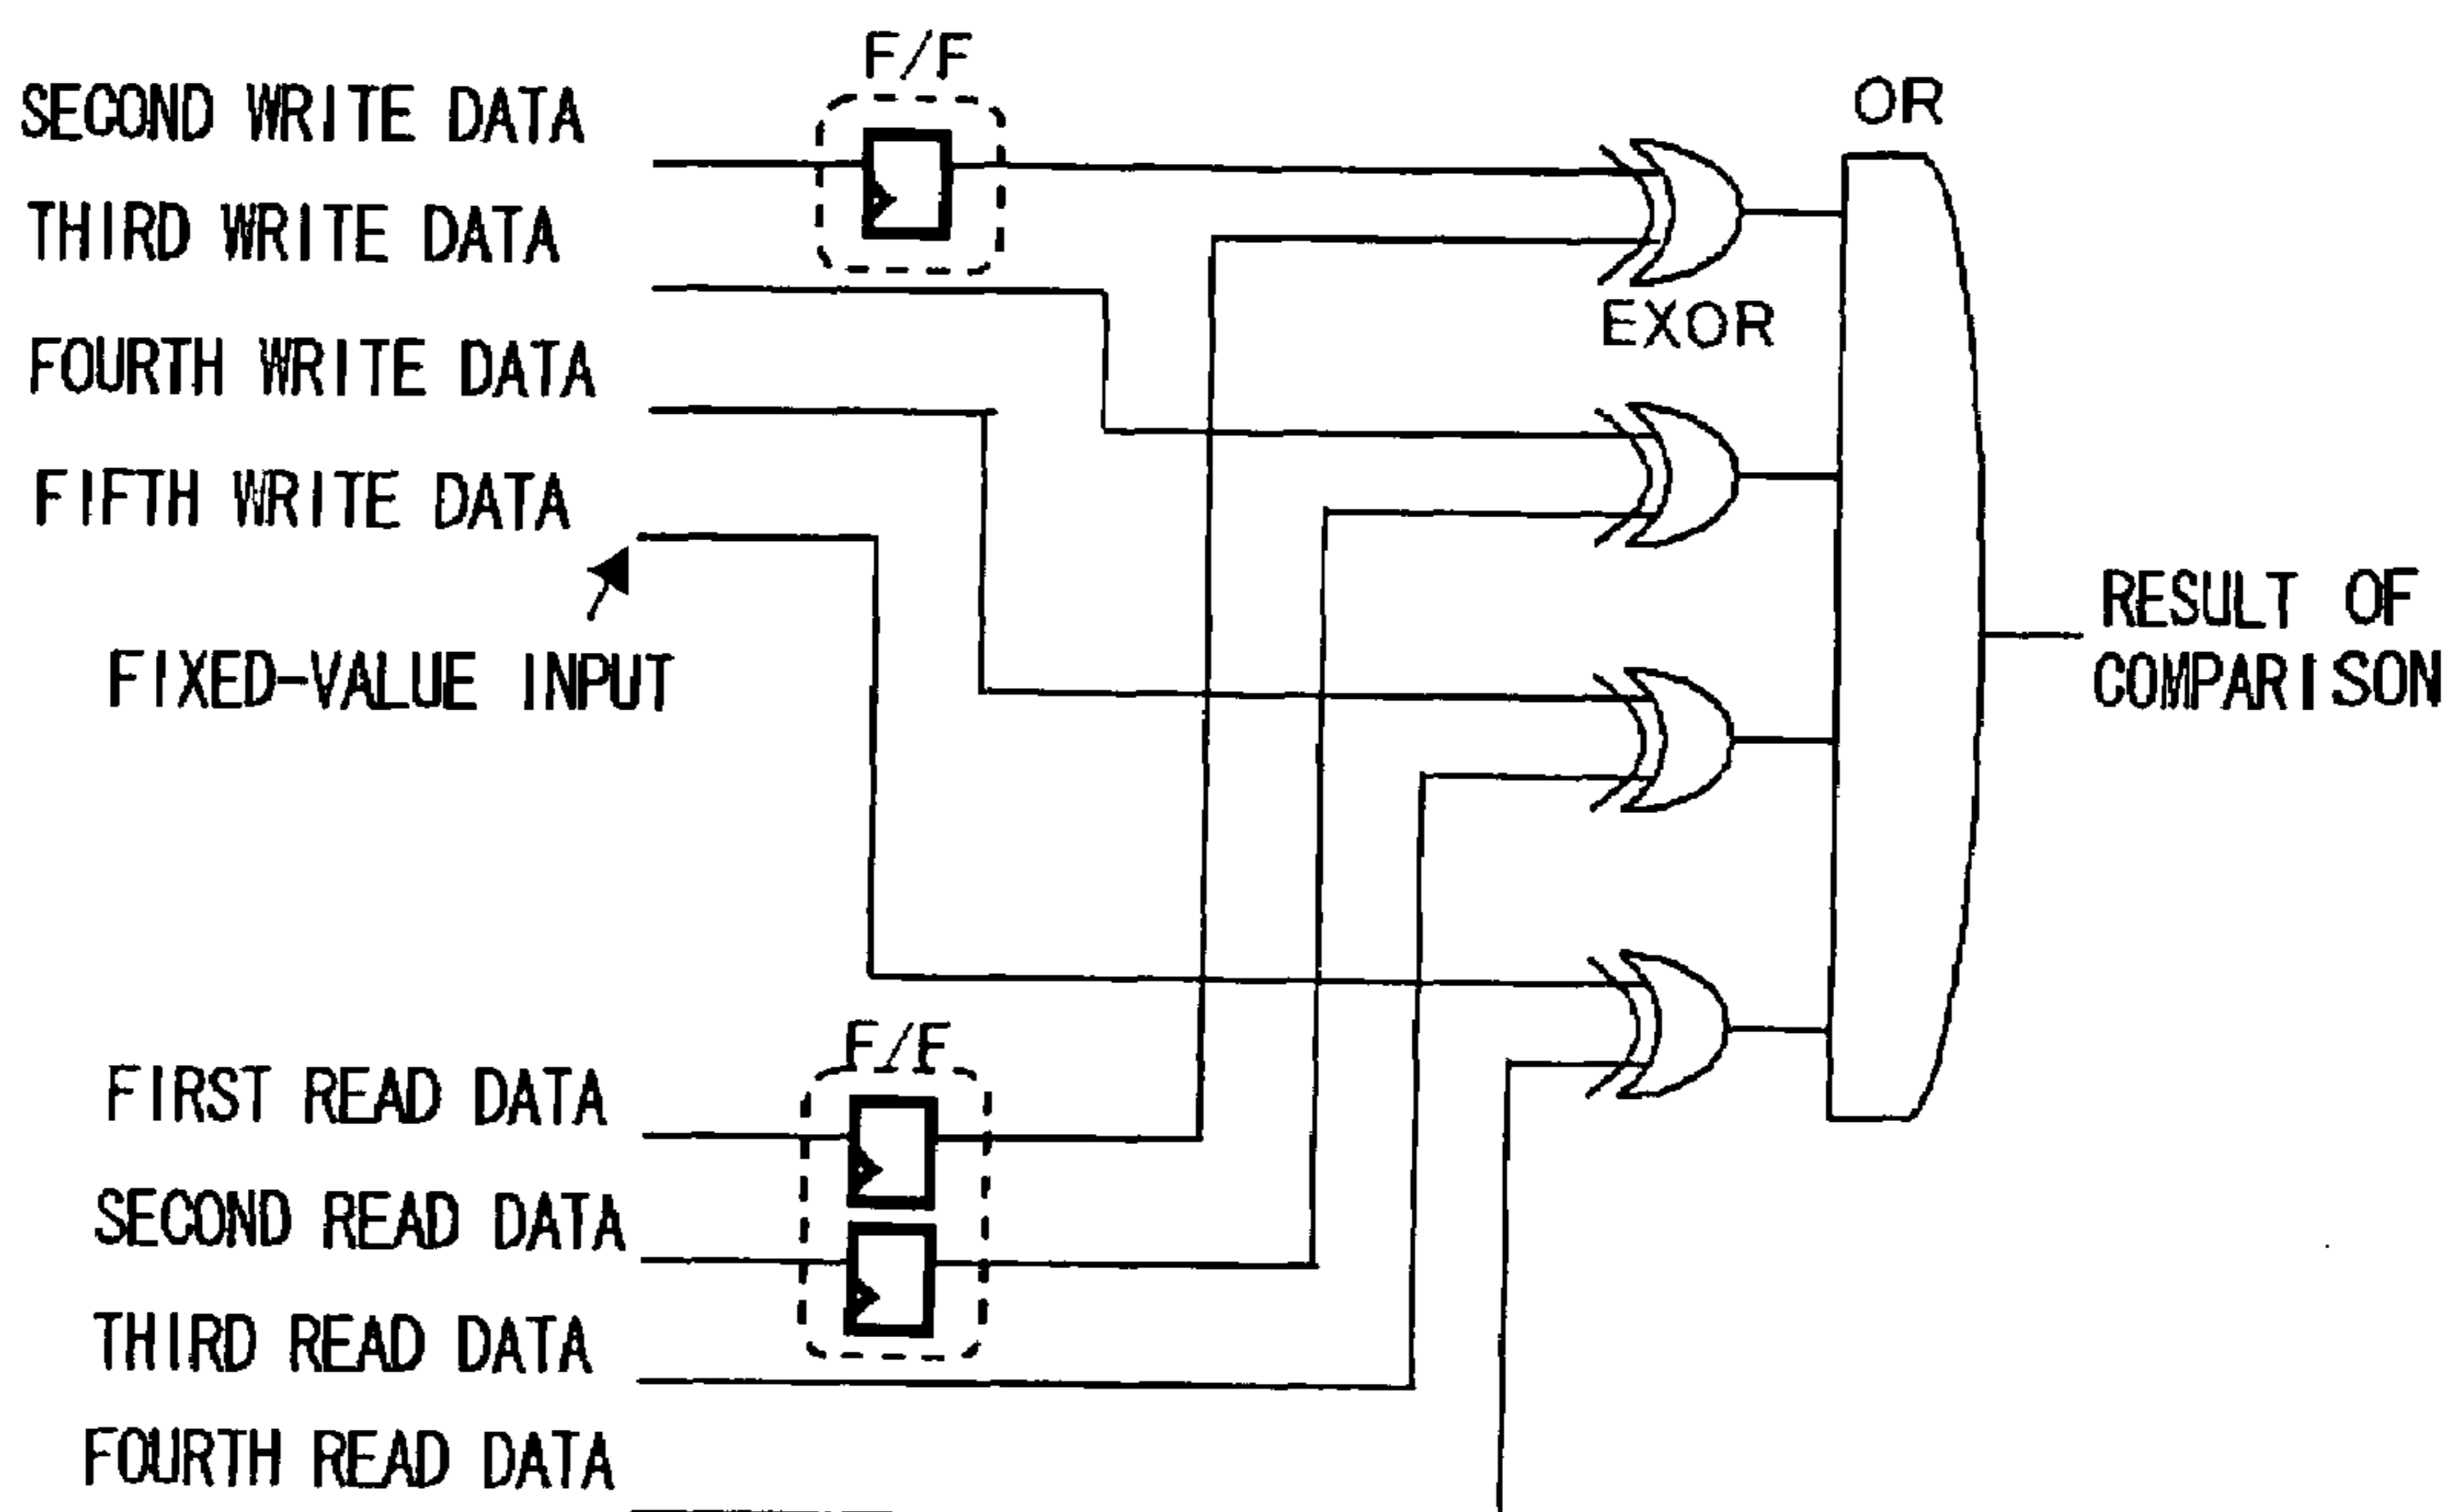 F/F
OR
SECOND WRITE DATA
THIRD WRITE DATA
EXOR
FOURTH WRITE DATA
FIFTH WRITE DATA
FIXED-VALUE INPUT
RESULT OF
COMPARISON
F/F
FIRST READ DATA
SECOND READ DATA
THIRD READ DATA
FOURTH READ DATA